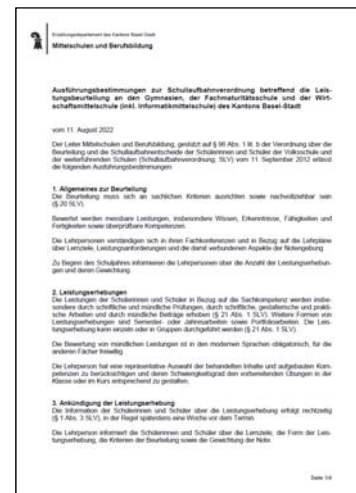 Erziehungsdepartement des Kantons Basel-Stadt
Mittelschulen und Berufsbildung
Ausführungsbestimmungen zur Schullaufbahnverordnung betreffend die Leis-
tungsbeurteilung an den Gymnasien, der Fachmaturitätsschule und der Wirt-
schaftsmittelschule (inkl. Informatikmittelschule) des Kantons Basel-Stadt
vom 11. August 2022
Der Leiter Mittelschulen und Berufsbildung, gestützt auf § 96 Abs. 1 lit. b der Verordnung über die
Beurteilung und die Schullaufbahnentscheide der Schülerinnen und Schüler der Volksschule und
der weiterführenden Schulen (Schullaufbahnverordnung; SLV) vom 11. September 2012 erlässt
die folgenden Ausführungsbestimmungen:
1. Allgemeines zur Beurteilung
Die Beurteilung muss sich an sachlichen Kriterien ausrichten sowie nachvollziehbar sein
(§ 20 SLV).
Bewertet werden messbare Leistungen, insbesondere Wissen, Erkenntnisse, Fähigkeiten und
Fertigkeiten sowie überprüfbare Kompetenzen.
Die Lehrpersonen verständigen sich in ihren Fachkonferenzen und in Bezug auf die Lehrpläne
über Lernziele, Leistungsanforderungen und die damit verbundenen Aspekte der Notengebung.
Zu Beginn des Schuljahres informieren die Lehrpersonen über die Anzahl der Leistungserhebun-
gen und deren Gewichtung.
2. Leistungserhebungen
Die Leistungen der Schülerinnen und Schüler in Bezug auf die Sachkompetenz werden insbe-
sondere durch schriftliche und mündliche Prüfungen, durch schriftliche, gestalterische und prakti-
sche Arbeiten und durch mündliche Beiträge erhoben (§ 21 Abs. 1 SLV). Weitere Formen von
Leistungserhebungen sind Semester- oder Jahresarbeiten sowie Portfolioarbeiten. Die Leis-
tungserhebung kann einzeln oder in Gruppen durchgeführt werden (§ 21 Abs. 1 SLV).
Die Bewertung von mündlichen Leistungen ist in den modernen Sprachen obligatorisch, für die
anderen Fächer freiwillig.
Die Lehrperson hat eine repräsentative Auswahl der behandelten Inhalte und aufgebauten Kom-
petenzen zu berücksichtigen und deren Schwierigkeitsgrad den vorbereitenden Übungen in der
Klasse oder im Kurs entsprechend zu gestalten.
3. Ankündigung der Leistungserhebung
Die Information der Schülerinnen und Schüler über die Leistungserhebung erfolgt rechtzeitig
(§ 1 Abs. 3 SLV), in der Regel spätestens eine Woche vor dem Termin.
Die Lehrperson informiert die Schülerinnen und Schüler über die Lernziele, die Form der Leis-
tungserhebung, die Kriterien der Beurteilung sowie die Gewichtung der Note.
Seite 1/4